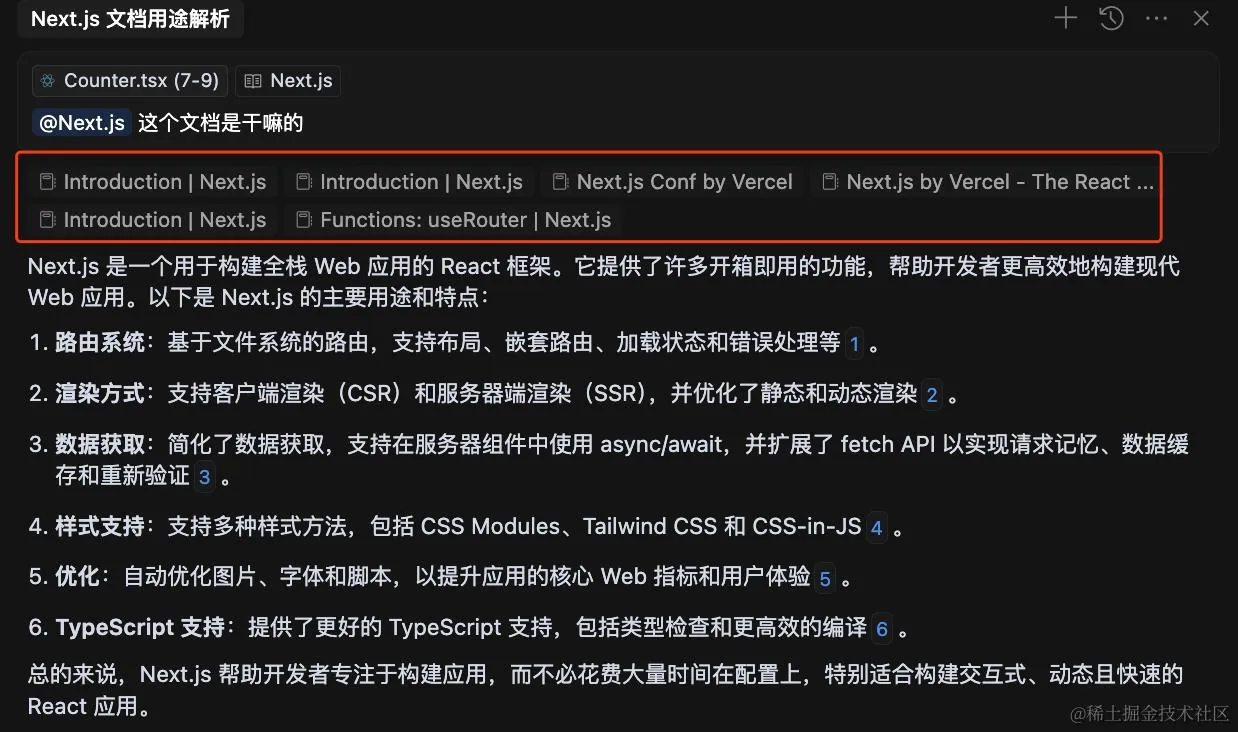 Next.js 文档用途解析
Counter.tsx (7-9) Next.js
@Next.js 这个文档是干嘛的
Introduction | Next.js Introduction | Next.js Next.js Conf by Vercel Next.js by Vercel - The React ...
Introduction | Next.js Functions: useRouter | Next.js
Next.js 是一个用于构建全栈 Web 应用的 React 框架。它提供了许多开箱即用的功能，帮助开发者更高效地构建现代
Web 应用。以下是 Next.js 的主要用途和特点：
1. 路由系统：基于文件系统的路由，支持布局、嵌套路由、加载状态和错误处理等 1 。
2. 渲染方式：支持客户端渲染（CSR）和服务器端渲染（SSR），并优化了静态和动态渲染 2 。
3. 数据获取：简化了数据获取，支持在服务器组件中使用 async/await，并扩展了 fetch API 以实现请求记忆、数据缓
存和重新验证 3 。
4. 样式支持：支持多种样式方法，包括 CSS Modules、Tailwind CSS 和 CSS-in-JS 4 。
5. 优化：自动优化图片、字体和脚本，以提升应用的核心 Web 指标和用户体验 5 。
6. TypeScript 支持：提供了更好的 TypeScript 支持，包括类型检查和更高效的编译 6 。
总的来说，Next.js 帮助开发者专注于构建应用，而不必花费大量时间在配置上，特别适合构建交互式、动态且快速的
React 应用。
@稀土掘金技术社区